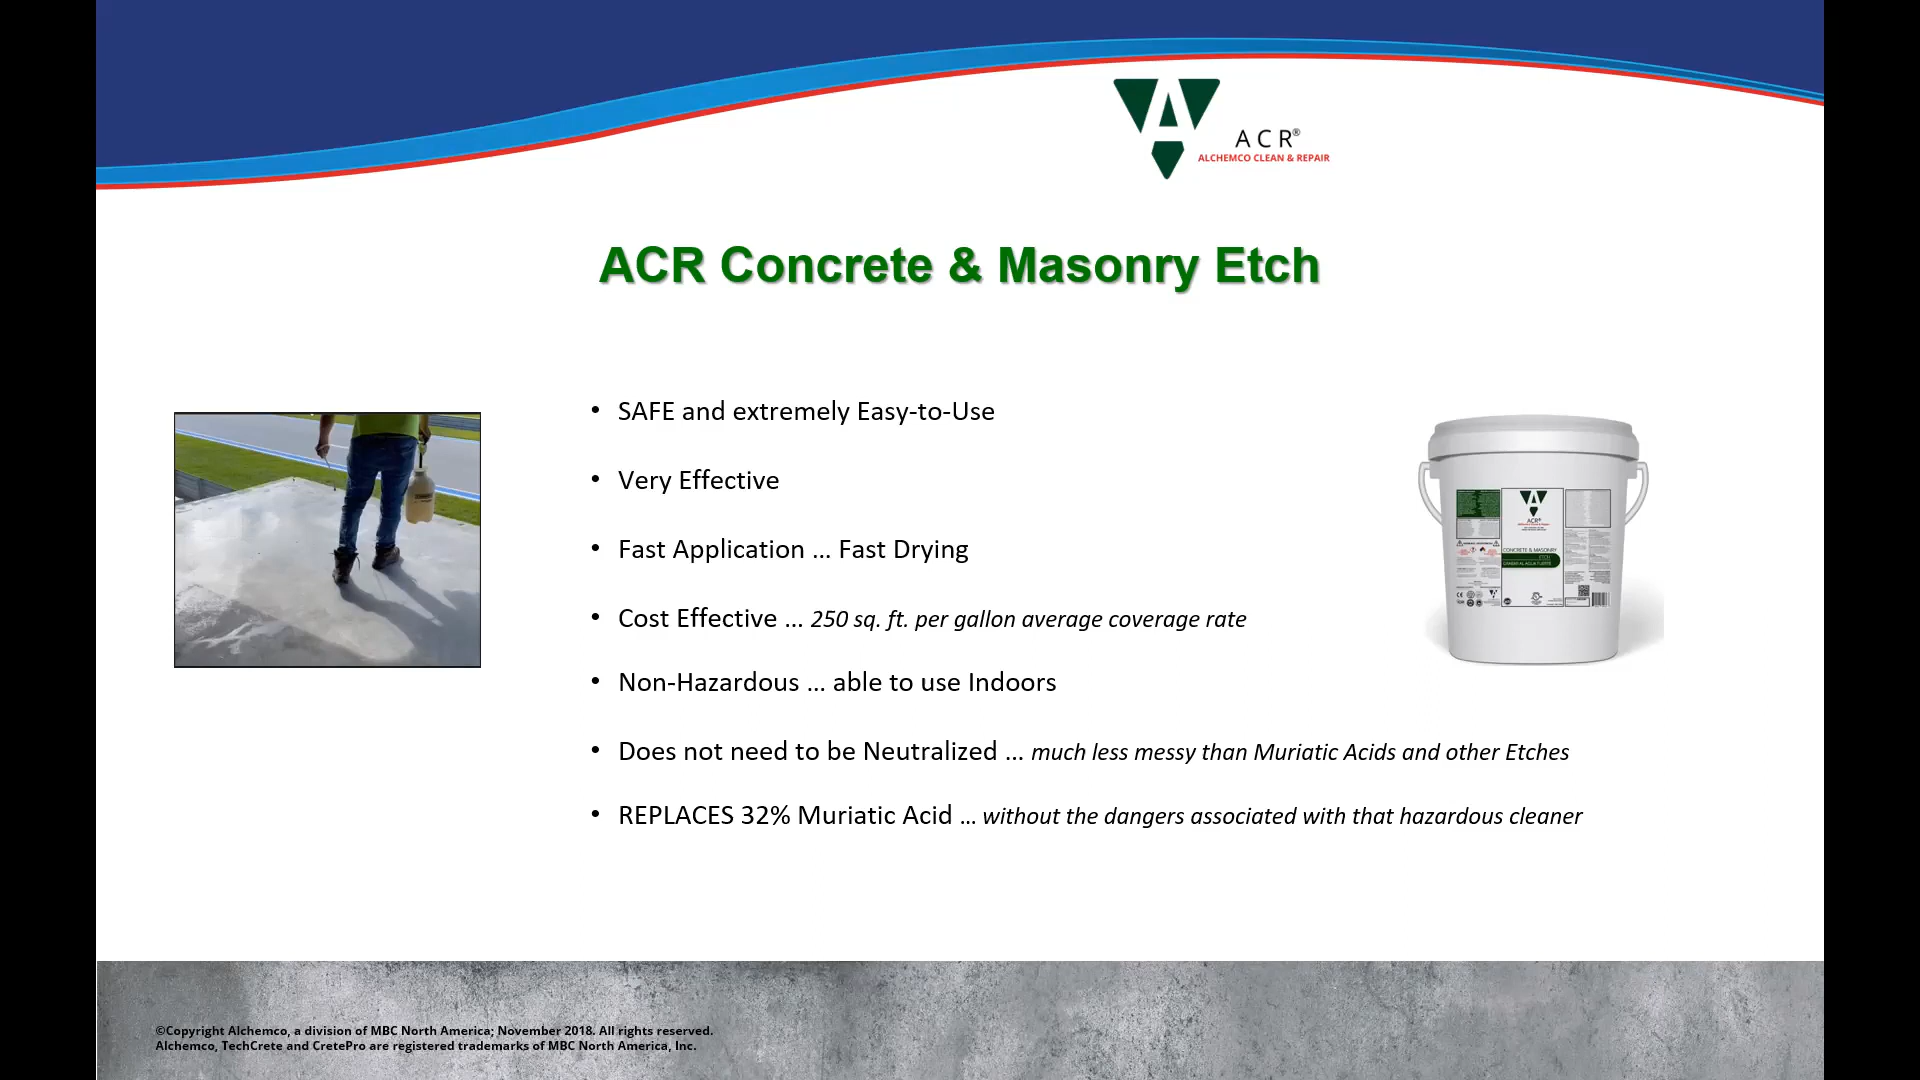 ACR®
ALCHEMCO CLEAN & REPAIR
ACR Concrete & Masonry Etch
• SAFE and extremely Easy-to-Use
• Very Effective
• Fast Application ... Fast Drying
• Cost Effective ... 250 sq. ft. per gallon average coverage rate
• Non-Hazardous ... able to use Indoors
• Does not need to be Neutralized ... much less messy than Muriatic Acids and other Etches
• REPLACES 32% Muriatic Acid ... without the dangers associated with that hazardous cleaner
ACR®
CONCRETE & MASONRY
ETCH
©Copyright Alchemco, a division of MBC North America; November 2018. All rights reserved.
Alchemco, TechCrete and CretePro are registered trademarks of MBC North America, Inc.